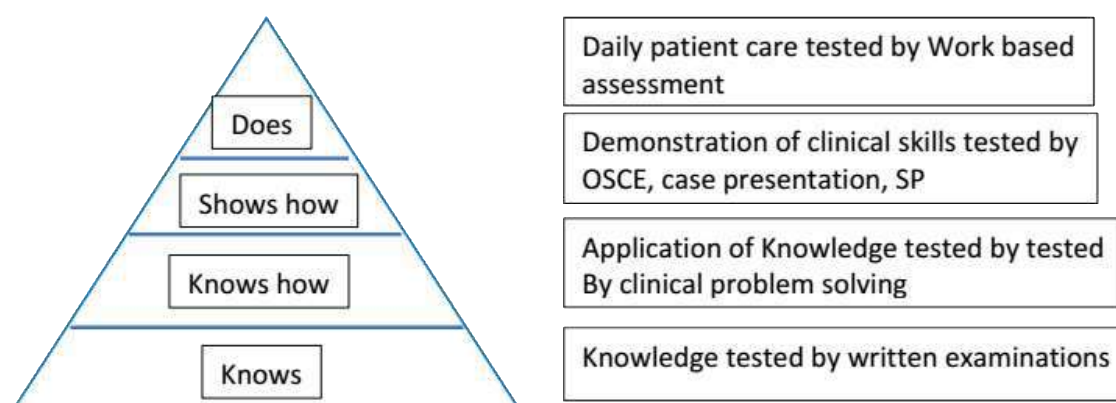 Does
Daily patient care tested by Work based
assessment
Shows how
Demonstration of clinical skills tested by
OSCE, case presentation, SP
Knows how
Application of Knowledge tested by tested
By clinical problem solving
Knows
Knowledge tested by written examinations